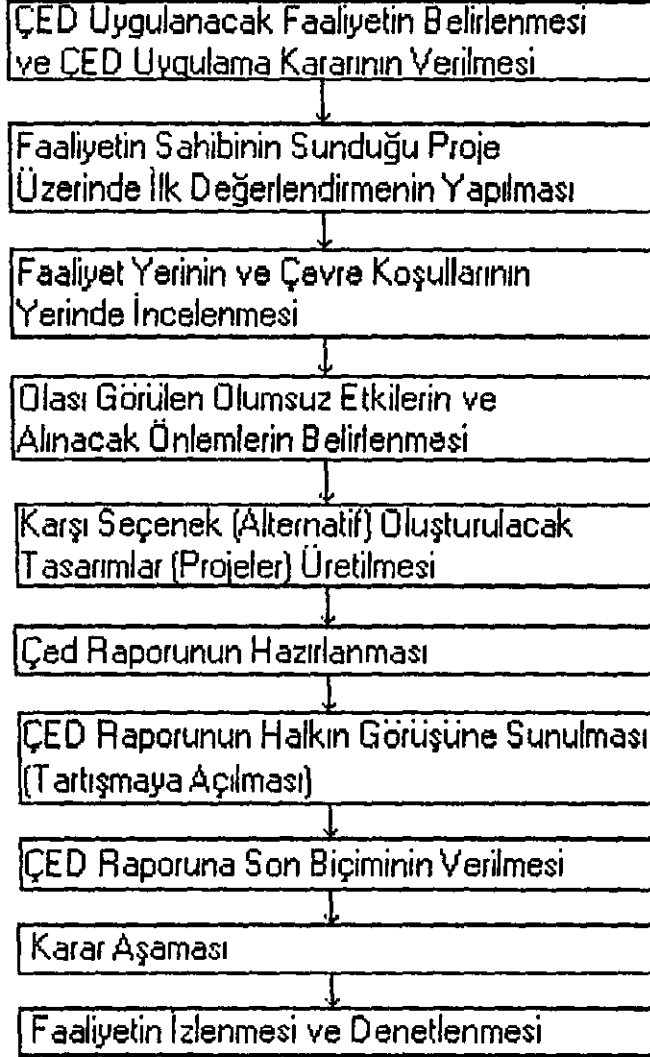 ÇED Uygulanacak Faaliyetin Belirlenmesi
ve ÇED Uygulama Kararının Verilmesi
Faaliyetin Sahibinin Sunduğu Proje
Üzerinde İlk Değerlendirmenin Yapılması
Faaliyet Yerinin ve Çevre Koşullarının
Yerinde İncelenmesi
Olası Görülen Olumsuz Etkilerin ve
Alınacak Önlemlerin Belirlenmesi
Karşı Seçenek (Alternatif) Oluşturulacak
Tasarımlar (Projeler) Üretilmesi
Çed Raporunun Hazırlanması
ÇED Raporunun Halkın Görüşüne Sunulması
(Tartışmaya Açılması)
ÇED Raporuna Son Biçiminin Verilmesi
Karar Aşaması
Faaliyetin İzlenmesi ve Denetlenmesi